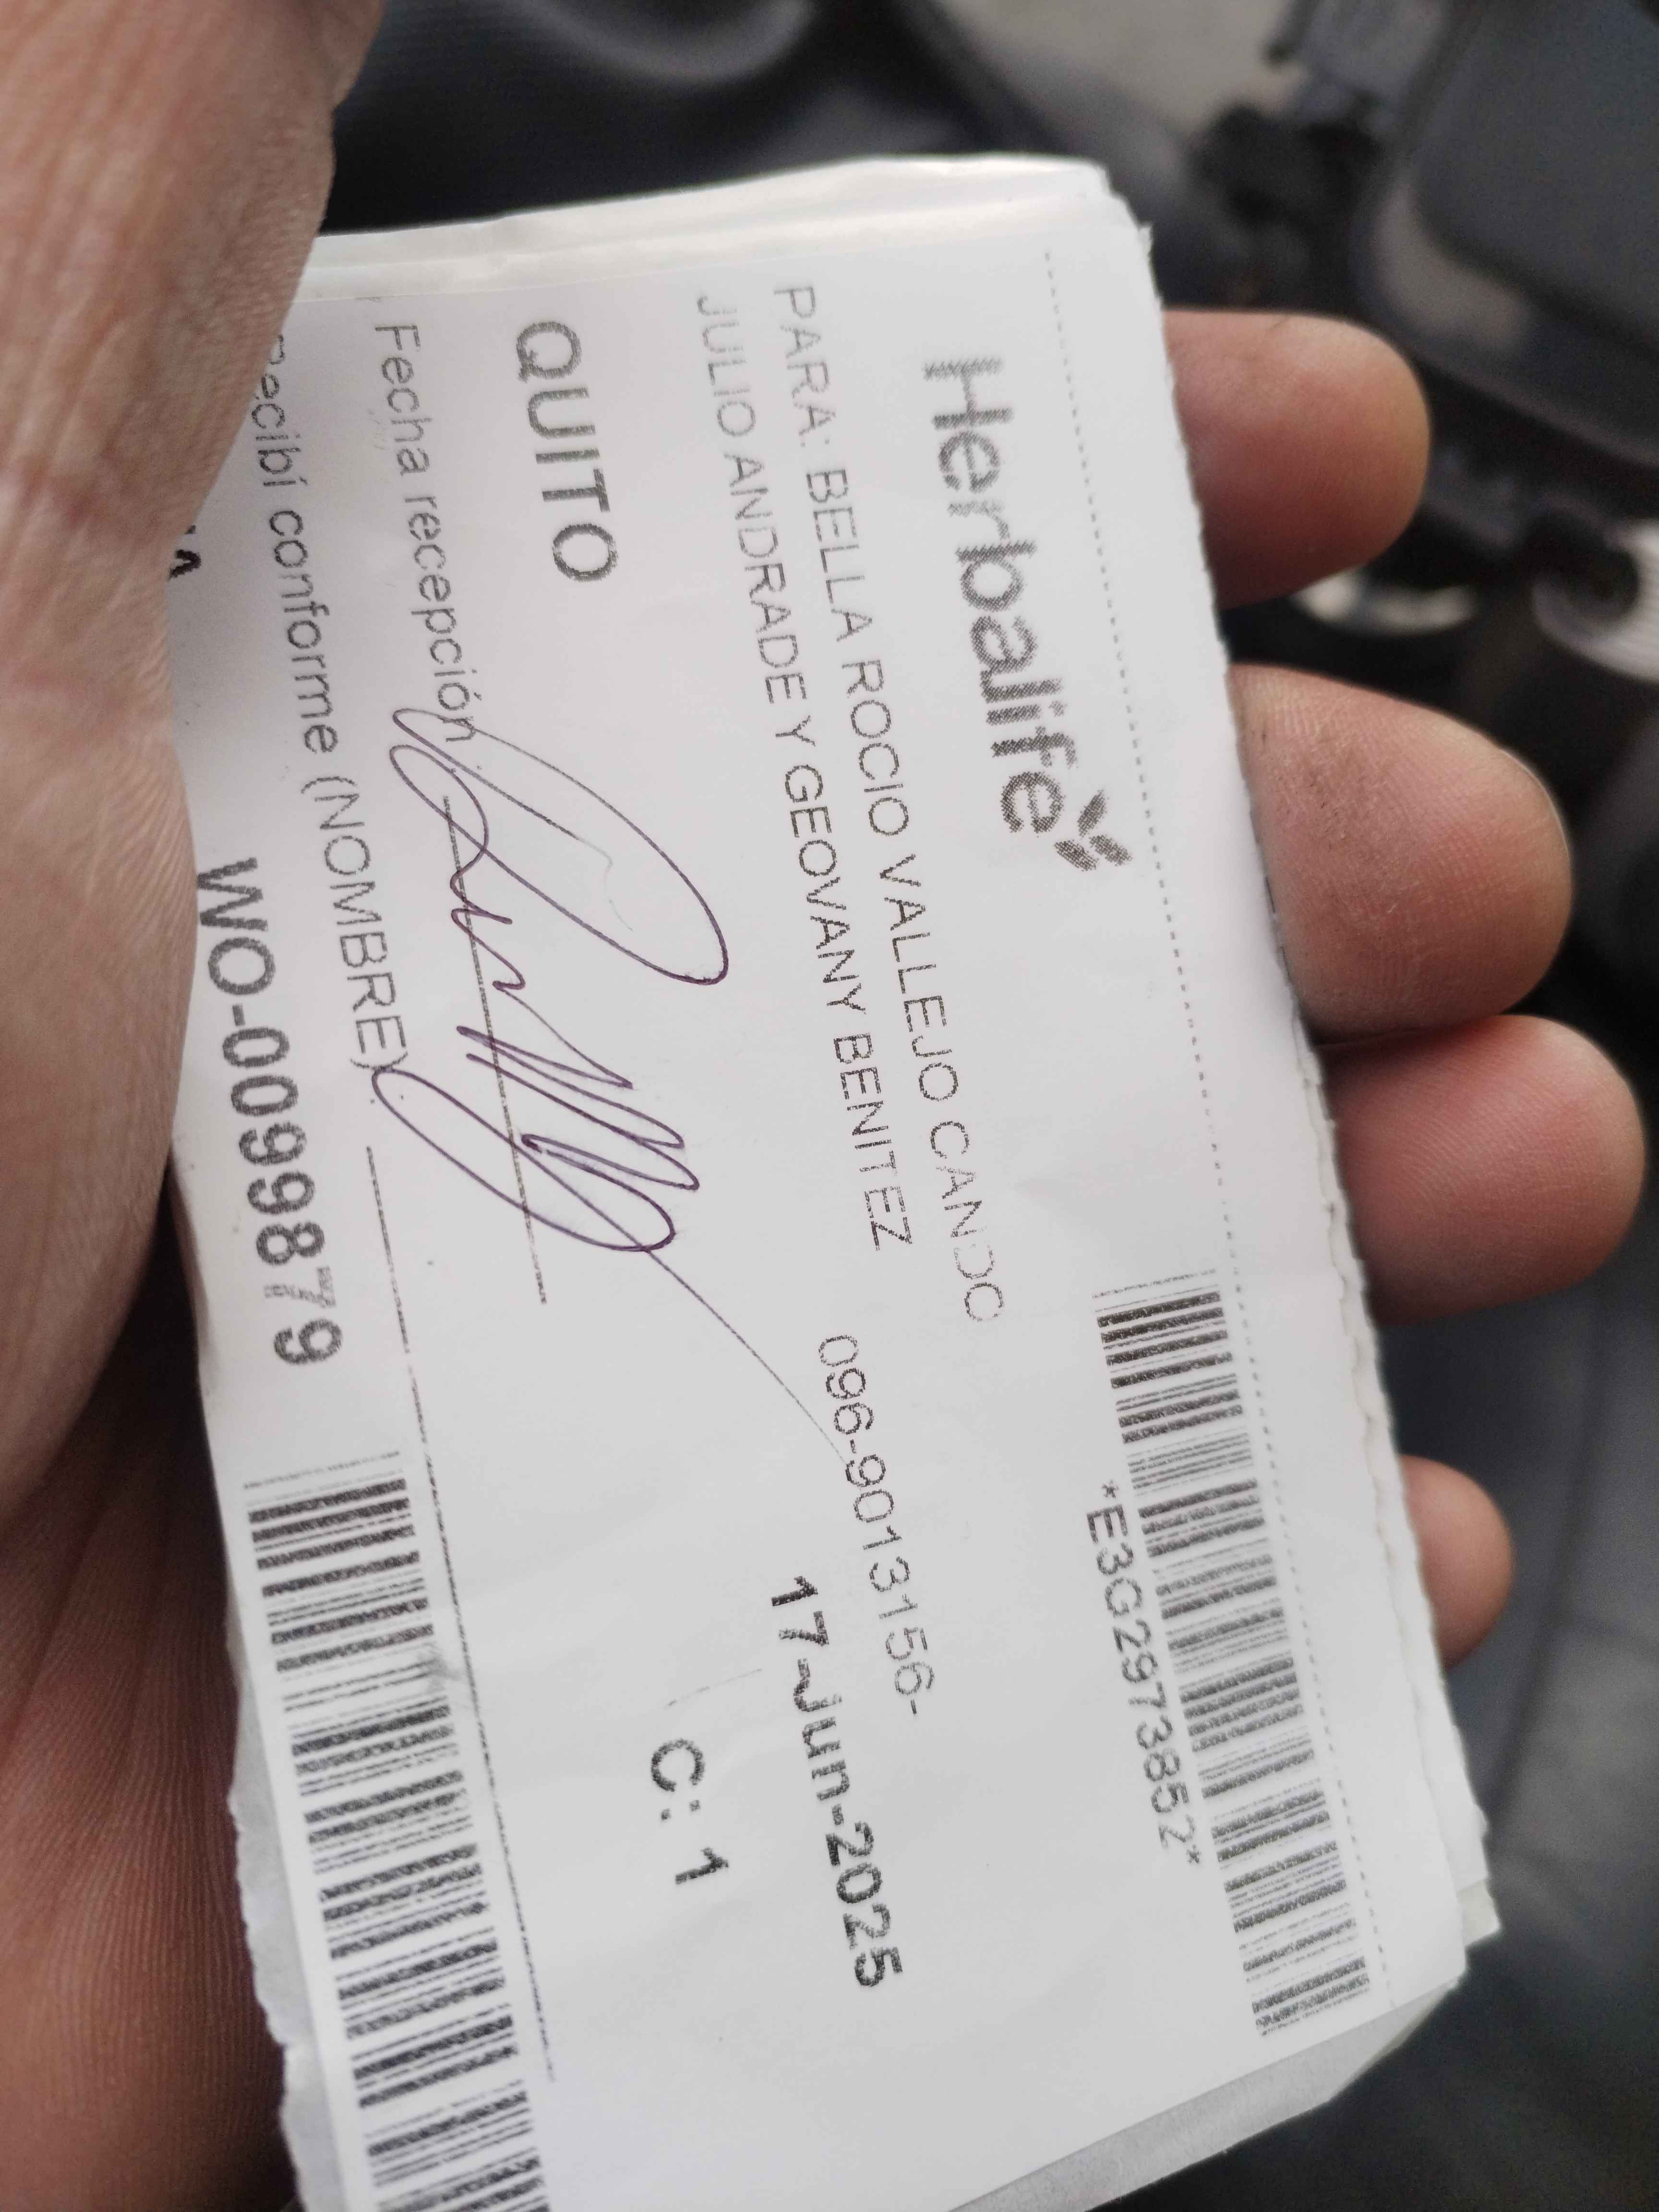 Herbalife
*E3G2973852*
PARA: BELLA ROCIO VALLEJO CANDO
JULIO ANDRADE Y GEOVANY BENITEZ
096-9013156-
17-Jun-2025
QUITO
C: 1
Fecha recepción
Recibí conforme (NOMBRE)
WO-0099879